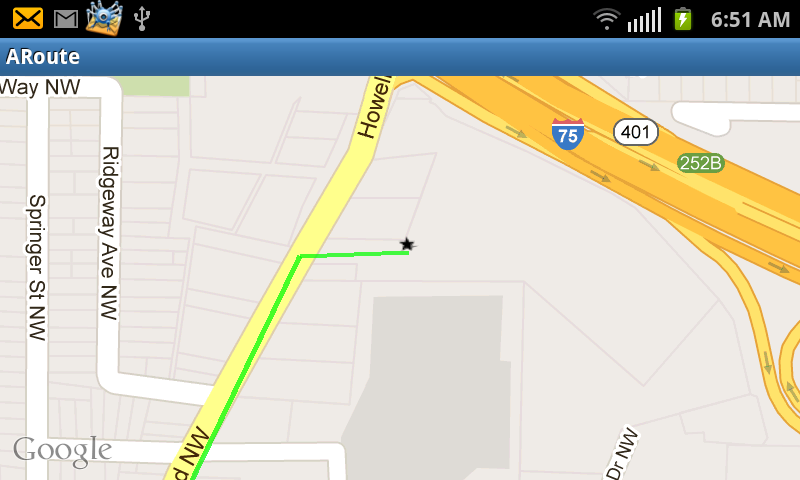 6:51 AM
ARoute
Way NW
Howell
75
401
252B
Ridgeway Ave NW
Springer St NW
d NW
Dr NW
Google